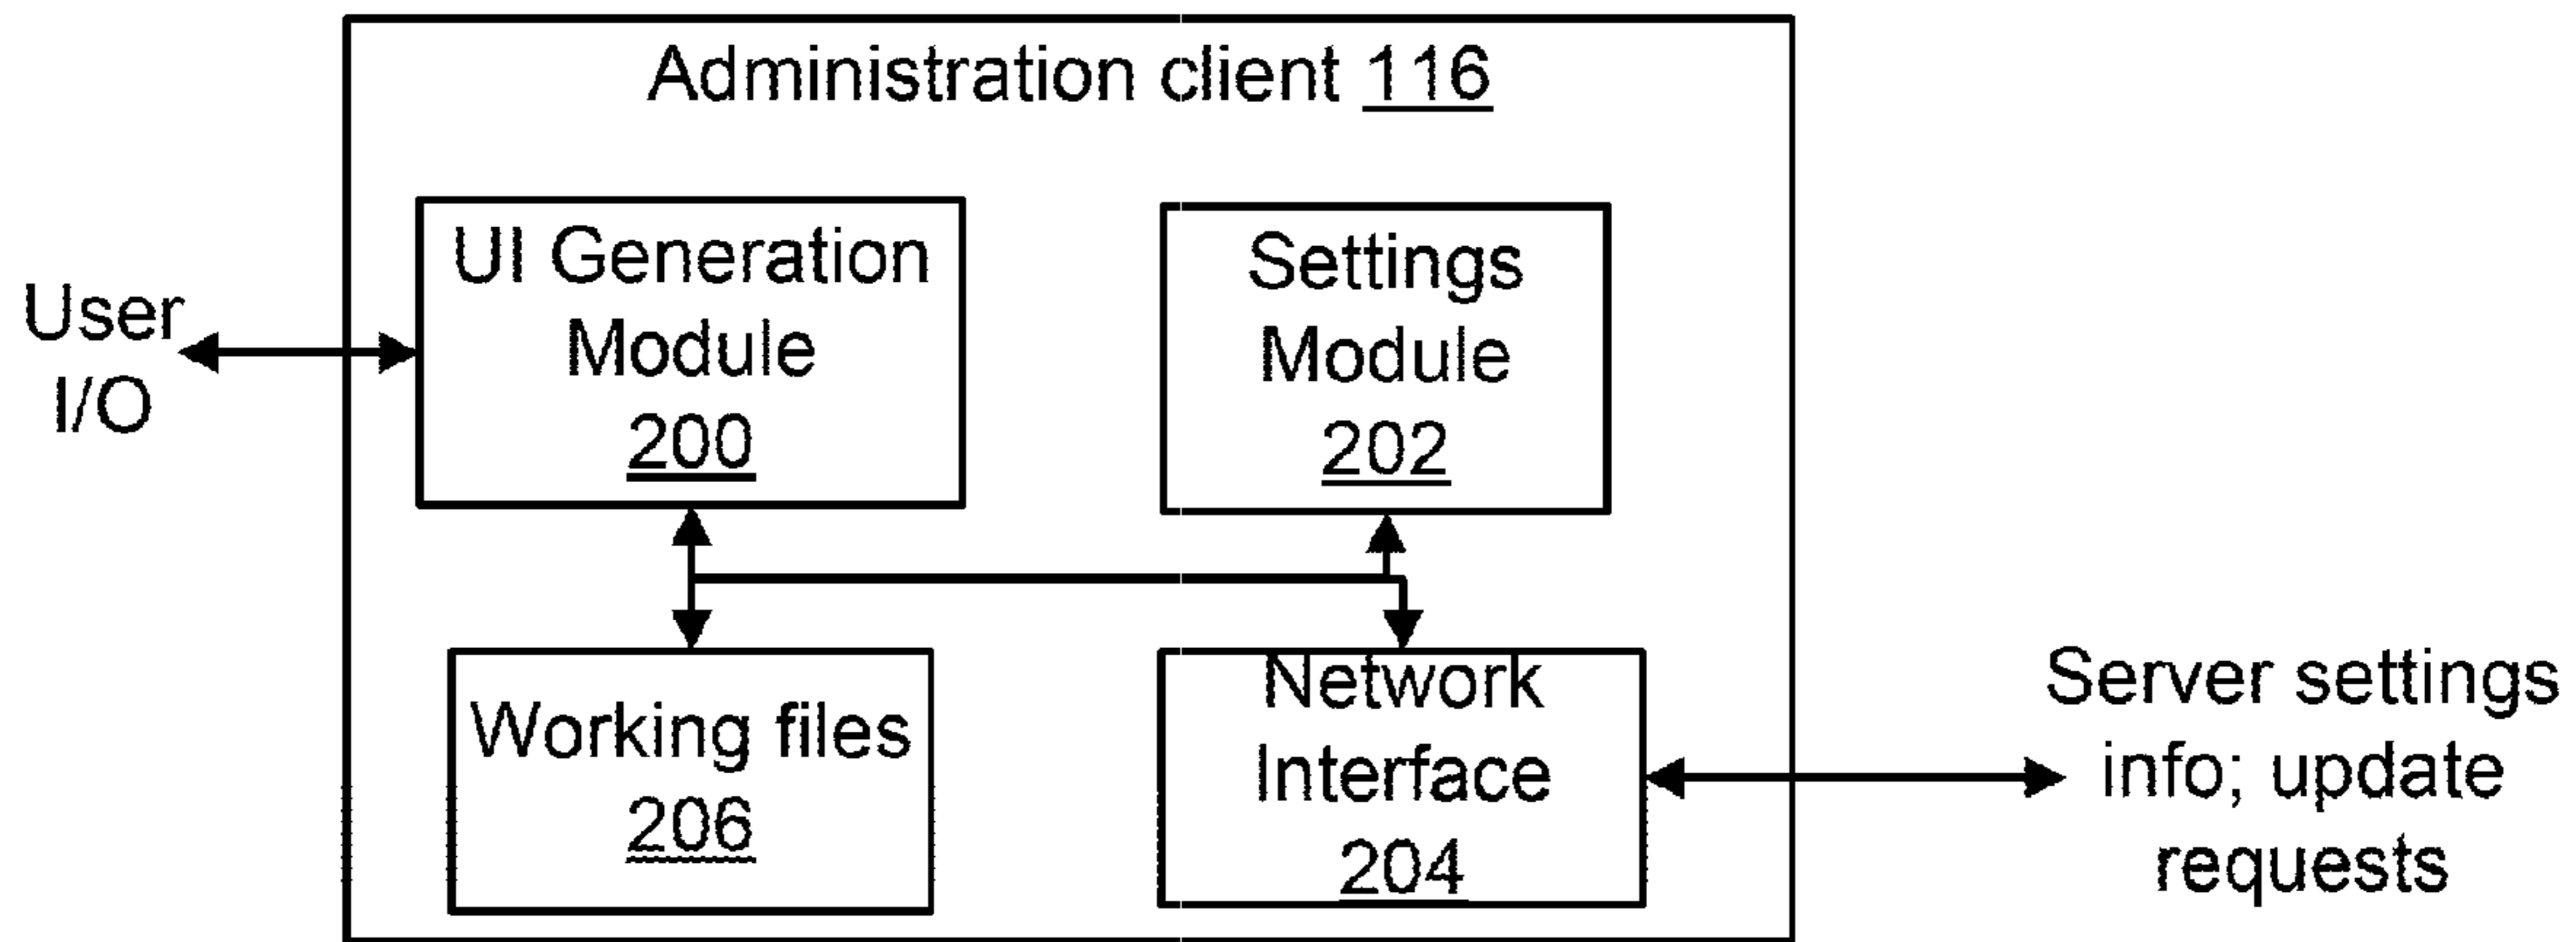 Administration client 116
User
I/O
UI Generation
Module
200
Settings
Module
202
Working files
206
Network
Interface
204
Server settings
info; update
requests